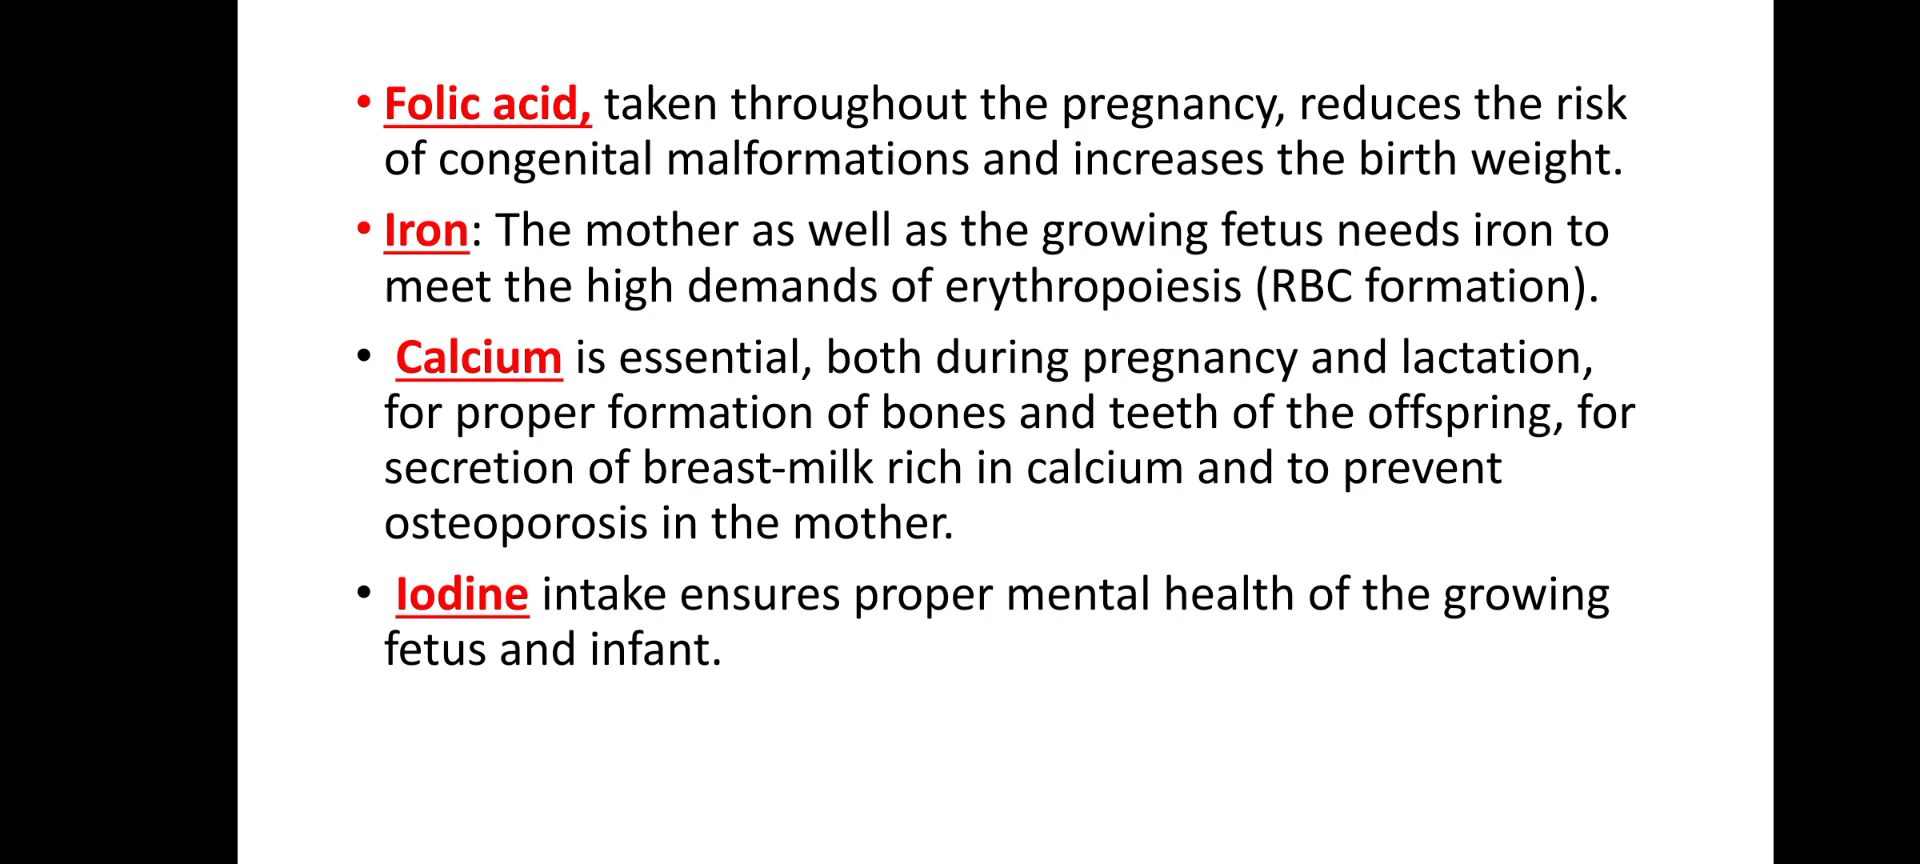 • Folic acid, taken throughout the pregnancy, reduces the risk
of congenital malformations and increases the birth weight.
• Iron: The mother as well as the growing fetus needs iron to
meet the high demands of erythropoiesis (RBC formation).
• Calcium is essential, both during pregnancy and lactation,
for proper formation of bones and teeth of the offspring, for
secretion of breast-milk rich in calcium and to prevent
osteoporosis in the mother.
• Iodine intake ensures proper mental health of the growing
fetus and infant.